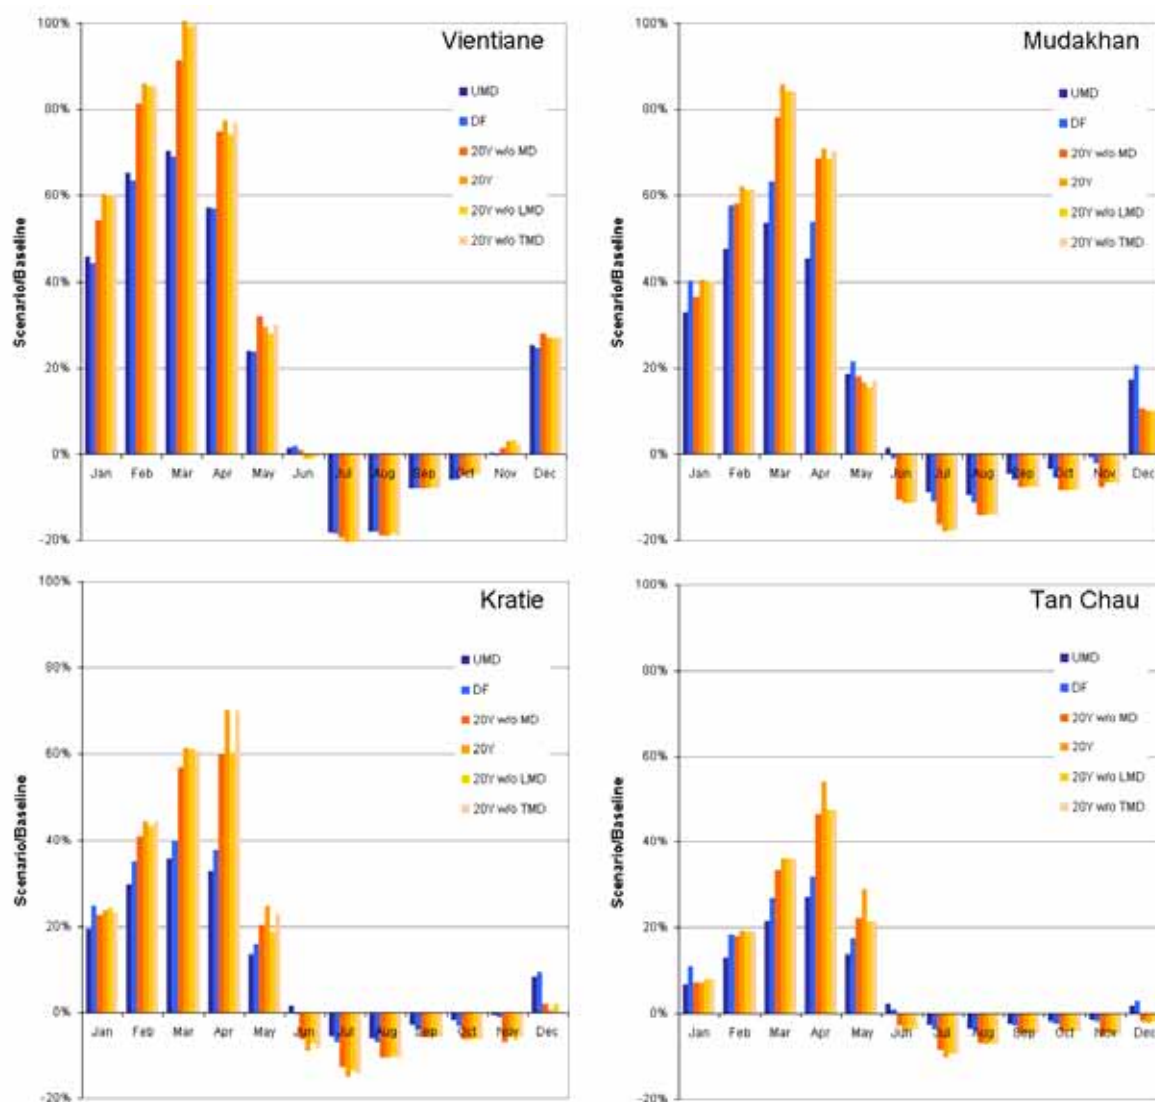 Vientiane
100%
80%
60%
40%
20%
0%
-20%
Scenario/Baseline
UMD
DF
20Y w/o MD
20Y
20Y w/o LMD
20Y w/o TMD
Jan Feb Mar Apr May Jun Jul Aug Sep Oct Nov Dec
Mudakhan
100%
80%
60%
40%
20%
0%
-20%
Scenario/Baseline
UMD
DF
20Y w/o MD
20Y
20Y w/o LMD
20Y w/o TMD
Jan Feb Mar Apr May Jun Jul Aug Sep Oct Nov Dec
Kratie
100%
80%
60%
40%
20%
0%
-20%
Scenario/Baseline
UMD
DF
20Y w/o MD
20Y
20Y w/o LMD
20Y w/o TMD
Jan Feb Mar Apr May Jun Jul Aug Sep Oct Nov Dec
Tan Chau
100%
80%
60%
40%
20%
0%
-20%
Scenario/Baseline
UMD
DF
20Y w/o MD
20Y
20Y w/o LMD
20Y w/o TMD
Jan Feb Mar Apr May Jun Jul Aug Sep Oct Nov Dec